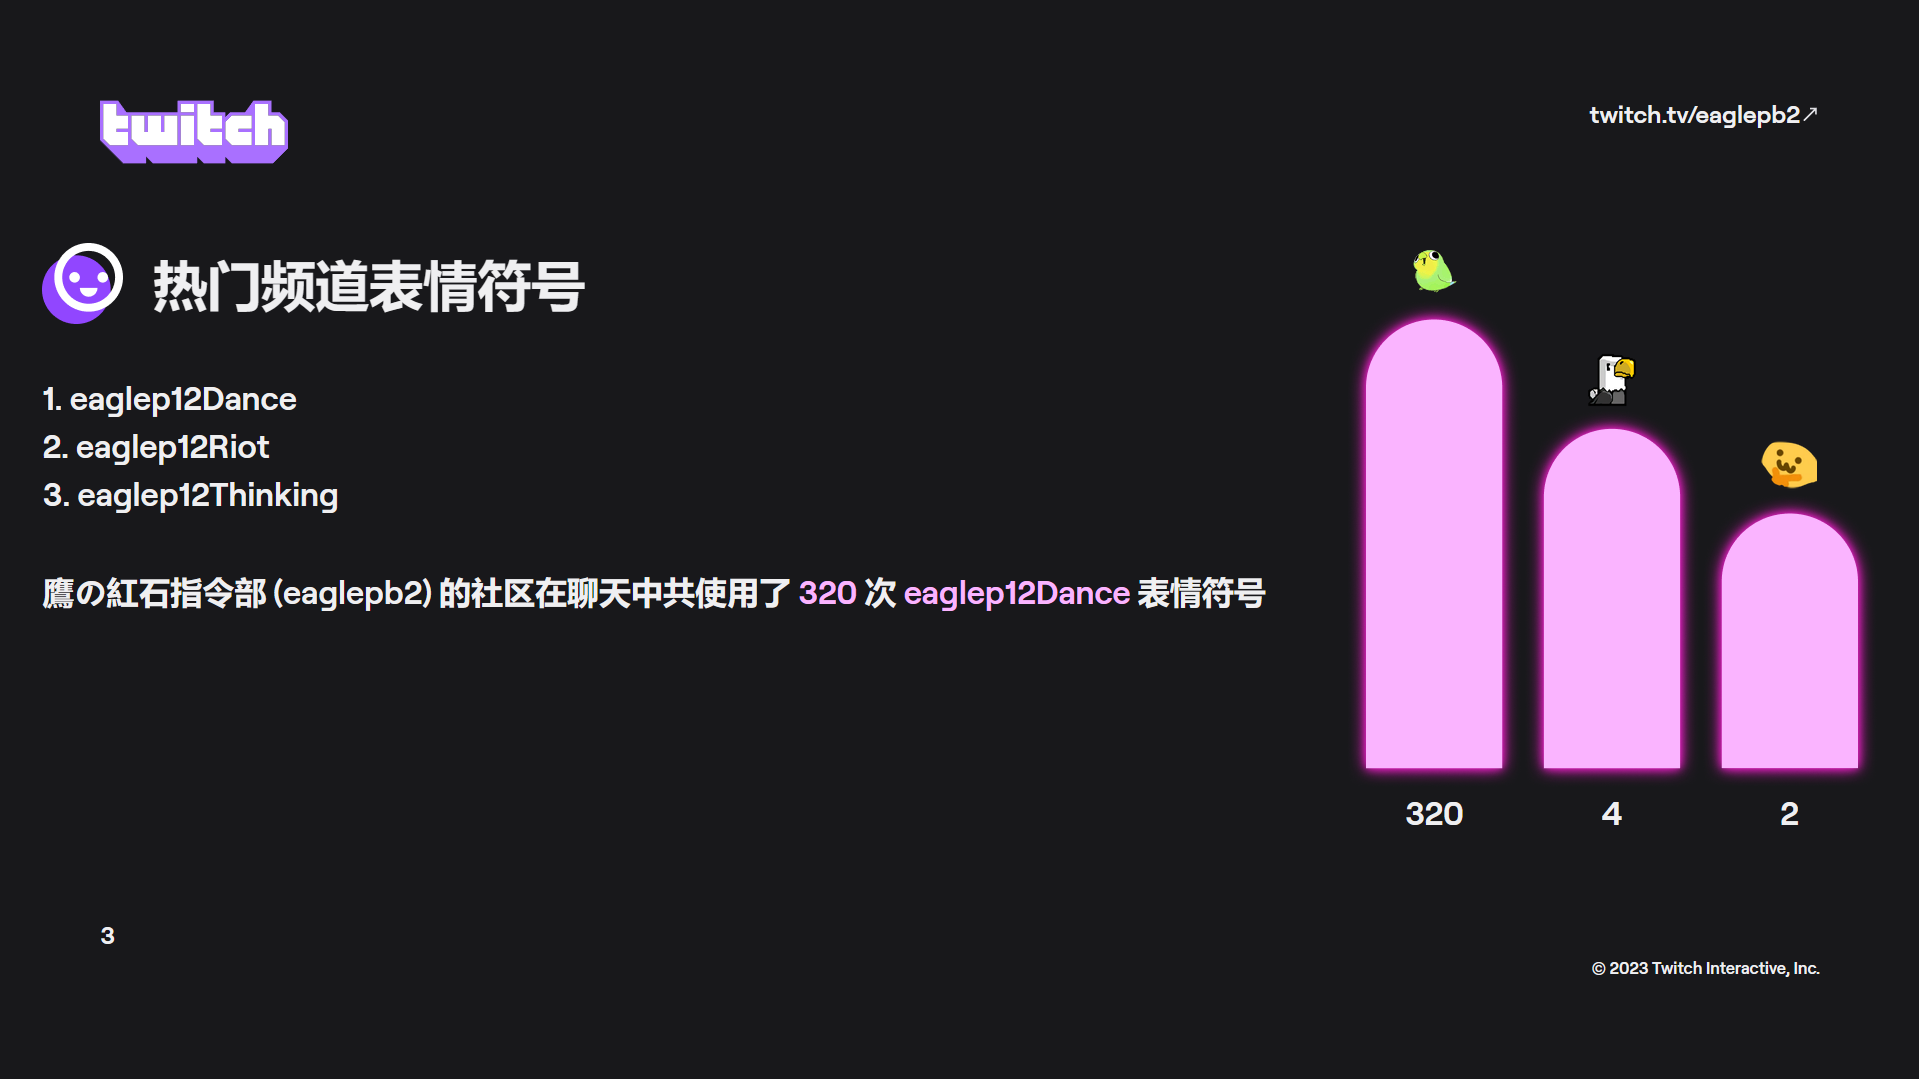 twitch
twitch.tv/eaglepb2↗
热门频道表情符号
1. eaglep12Dance
2. eaglep12Riot
3. eaglep12Thinking
鷹の紅石指令部 (eaglepb2) 的社区在聊天中共使用了 320 次 eaglep12Dance 表情符号
320
4
2
3
© 2023 Twitch Interactive, Inc.